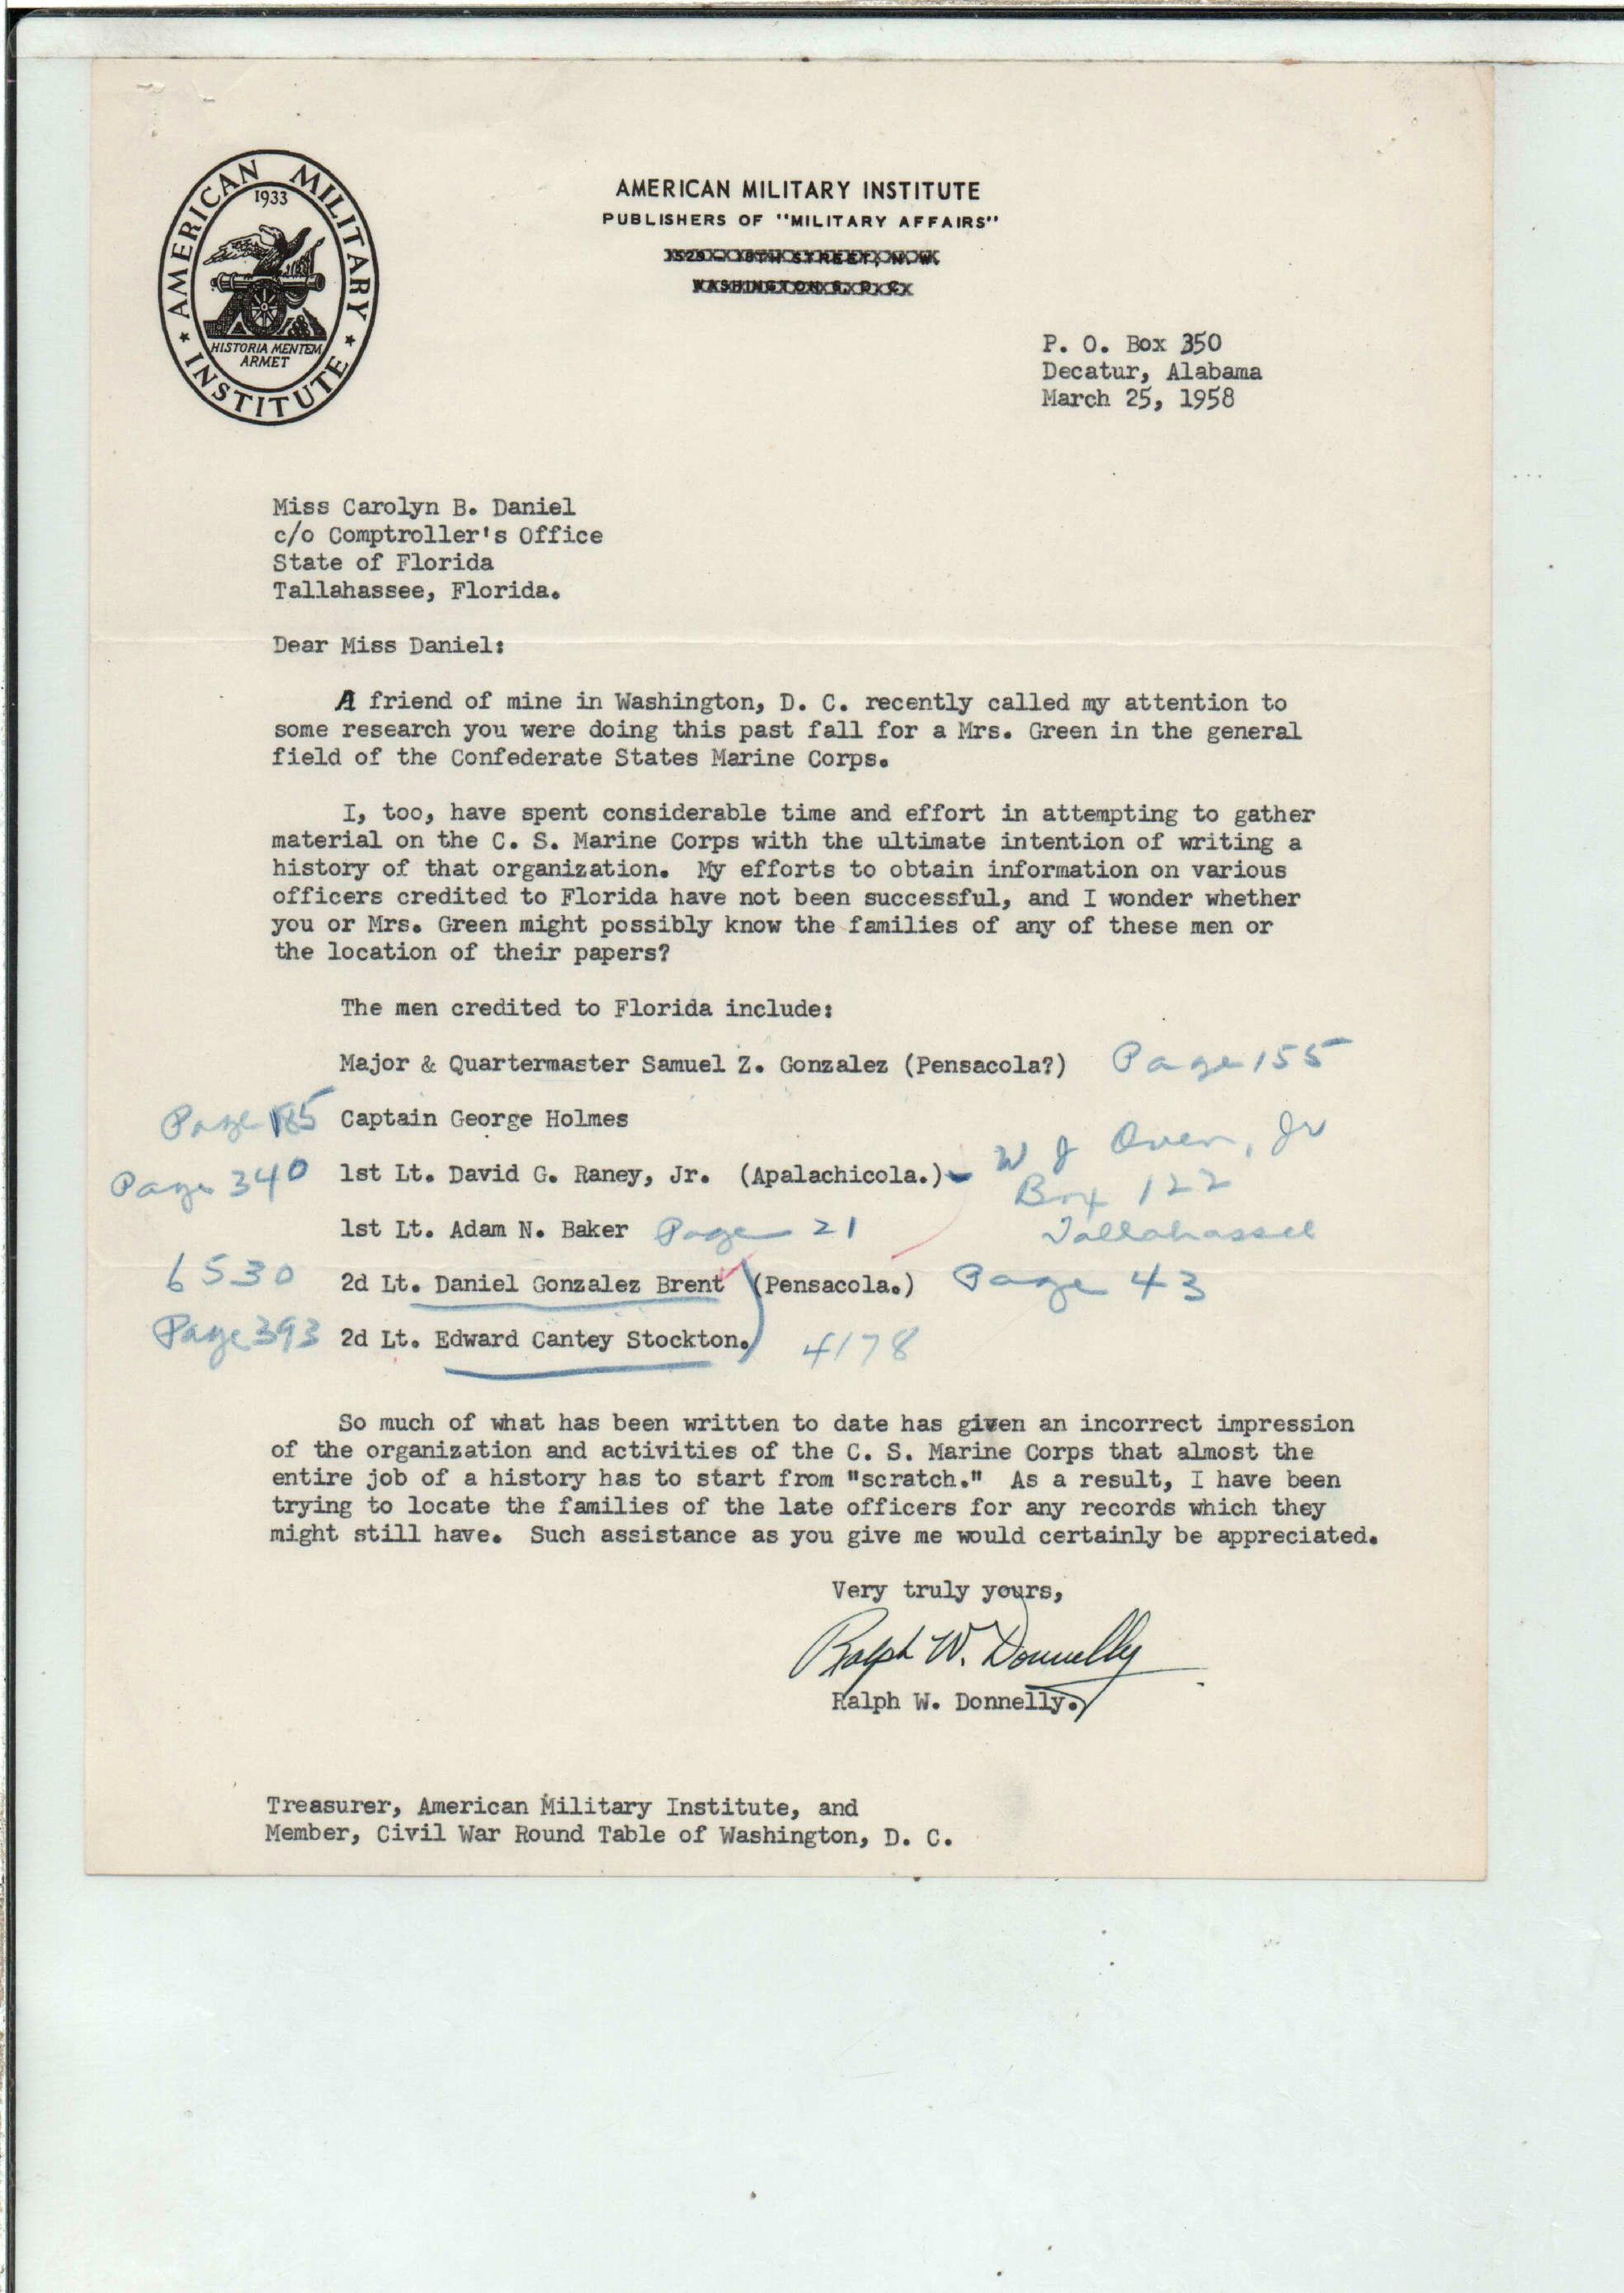 AMERICAN MILITARY INSTITUTE
1933
HISTORIA MENTEM
ARMET
AMERICAN MILITARY INSTITUTE
PUBLISHERS OF "MILITARY AFFAIRS"
18TH STREET, N. W.
WASHINGTON 6, D. C.
P. O. Box 350
Decatur, Alabama
March 25, 1958
Miss Carolyn B. Daniel
c/o Comptroller's Office
State of Florida
Tallahassee, Florida.
Dear Miss Daniel:
A friend of mine in Washington, D. C. recently called my attention to
some research you were doing this past fall for a Mrs. Green in the general
field of the Confederate States Marine Corps.
I, too, have spent considerable time and effort in attempting to gather
material on the C. S. Marine Corps with the ultimate intention of writing a
history of that organization. My efforts to obtain information on various
officers credited to Florida have not been successful, and I wonder whether
you or Mrs. Green might possibly know the families of any of these men or
the location of their papers?
The men credited to Florida include:
Major & Quartermaster Samuel Z. Gonzalez (Pensacola?) Page 155
Page Captain George Holmes
Page 340 1st Lt. David G. Raney, Jr. (Apalachicola.) W J Oven, Jr
Box 122
1st Lt. Adam N. Baker Page 21 Tallahassee
6530 2d Lt. Daniel Gonzalez Brent (Pensacola.) Page 43
Page 393 2d Lt. Edward Cantey Stockton. 4178
So much of what has been written to date has given an incorrect impression
of the organization and activities of the C. S. Marine Corps that almost the
entire job of a history has to start from "scratch." As a result, I have been
trying to locate the families of the late officers for any records which they
might still have. Such assistance as you give me would certainly be appreciated.
Very truly yours,
Ralph W. Donnelly
Ralph W. Donnelly.
Treasurer, American Military Institute, and
Member, Civil War Round Table of Washington, D. C.